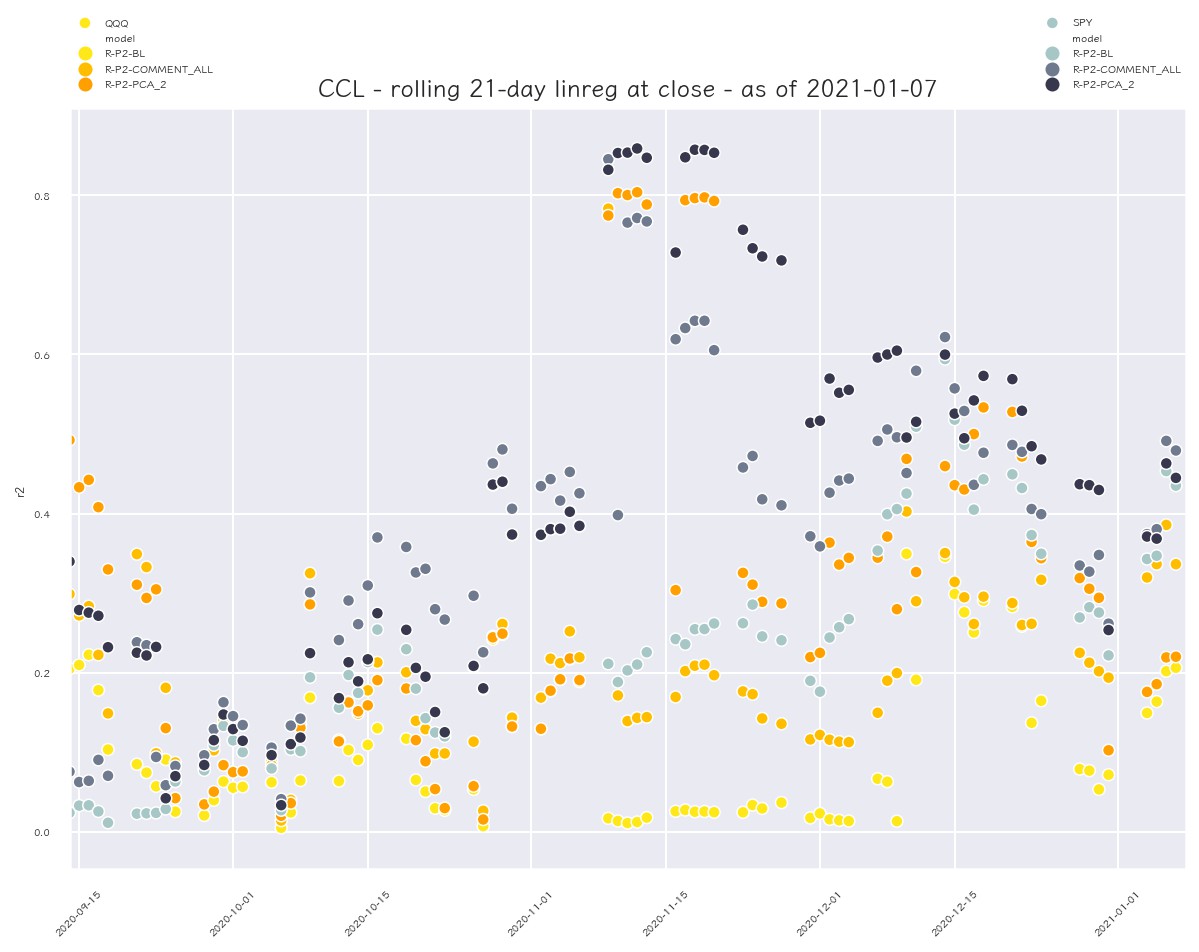 QQQ
model
R-P2-BL
R-P2-COMMENT_ALL
R-P2-PCA_2
SPY
model
R-P2-BL
R-P2-COMMENT_ALL
R-P2-PCA_2
CCL - rolling 21-day linreg at close - as of 2021-01-07
r2
0.8
0.6
0.4
0.2
0.0
2020-09-15
2020-10-01
2020-10-15
2020-11-01
2020-11-15
2020-12-01
2020-12-15
2021-01-01